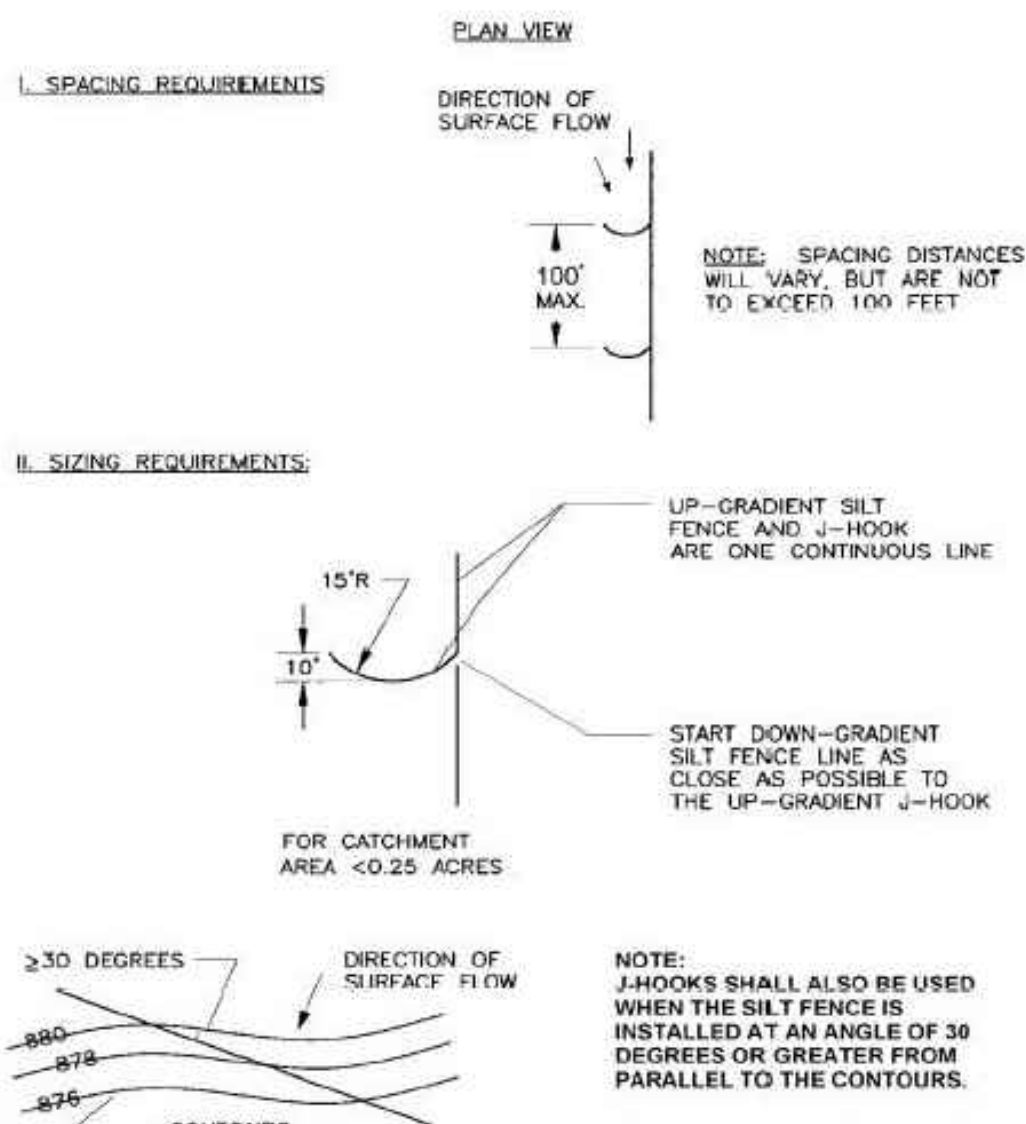 PLAN VIEW
I. SPACING REQUIREMENTS
DIRECTION OF
SURFACE FLOW
100'
MAX.
NOTE: SPACING DISTANCES
WILL VARY, BUT ARE NOT
TO EXCEED 100 FEET
II. SIZING REQUIREMENTS:
UP-GRADIENT SILT
FENCE AND J-HOOK
ARE ONE CONTINUOUS LINE
15'R
10'
START DOWN-GRADIENT
SILT FENCE LINE AS
CLOSE AS POSSIBLE TO
THE UP-GRADIENT J-HOOK
FOR CATCHMENT
AREA <0.25 ACRES
≥30 DEGREES
DIRECTION OF
SURFACE FLOW
880
878
876
NOTE:
J-HOOKS SHALL ALSO BE USED
WHEN THE SILT FENCE IS
INSTALLED AT AN ANGLE OF 30
DEGREES OR GREATER FROM
PARALLEL TO THE CONTOURS.